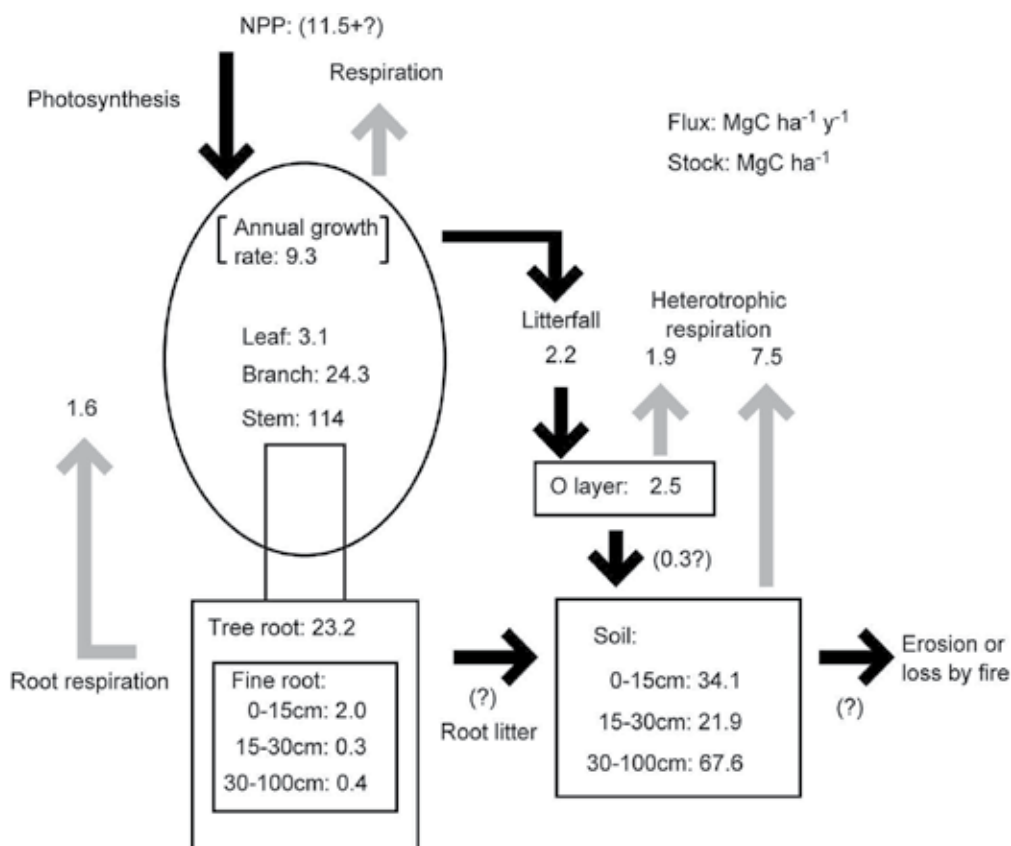 NPP: (11.5+?)
Respiration
Photosynthesis
Flux: MgC ha⁻¹ y⁻¹
Stock: MgC ha⁻¹
[Annual growth
rate: 9.3]
Litterfall
2.2
Heterotrophic
respiration
1.9 7.5
Leaf: 3.1
Branch: 24.3
Stem: 114
1.6
O layer: 2.5
(0.3?)
Tree root: 23.2
Root respiration
Fine root:
0-15cm: 2.0
15-30cm: 0.3
30-100cm: 0.4
(?)
Root litter
Soil:
0-15cm: 34.1
15-30cm: 21.9
30-100cm: 67.6
Erosion or
loss by fire
(?)